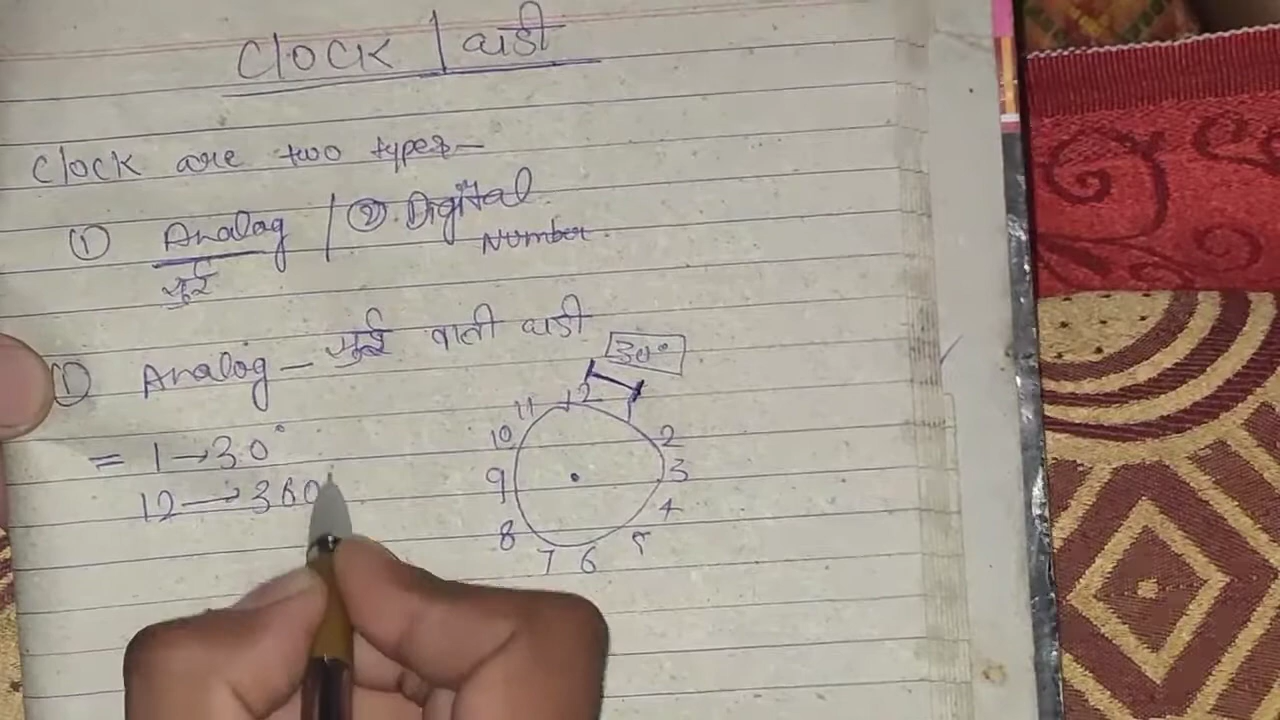 Clock | घडी
Clock are two types-
① Analog / ② Digital
सुई Number
① Analog - सुई वाली घडी
30°
= 1→30°
12→360
12
2
3
4
5
6
7
8
9
10
11